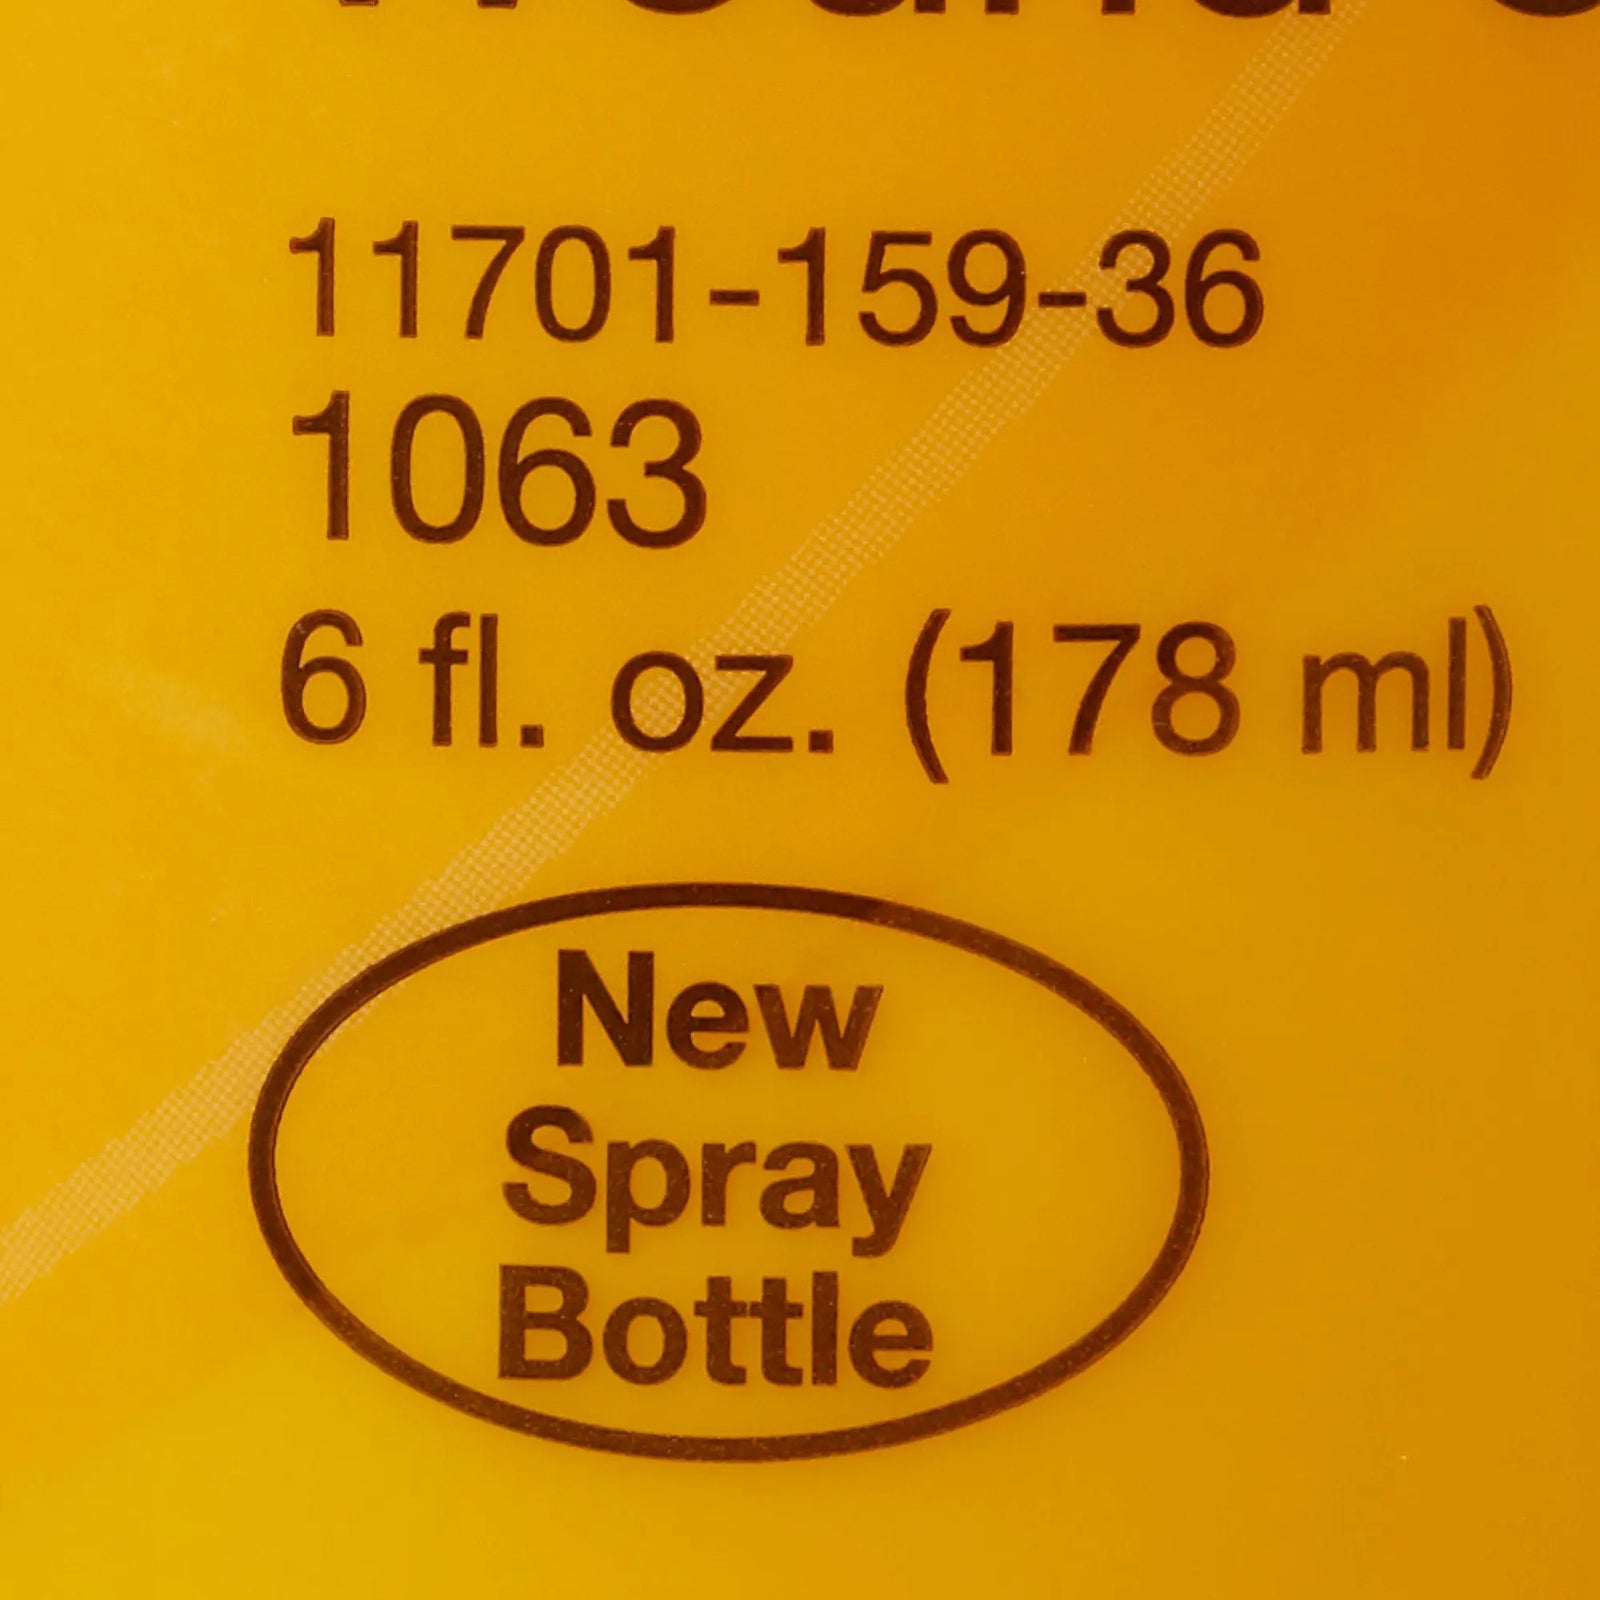 11701-159-36
1063
6 fl. oz. (178 ml)
New
Spray
Bottle